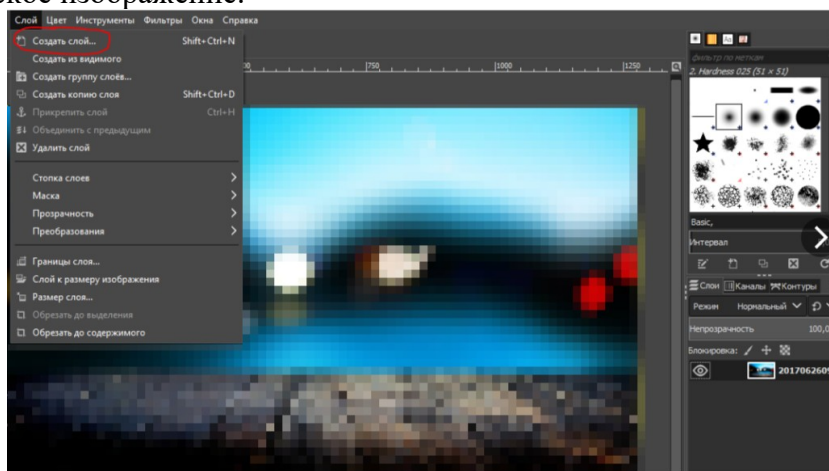 кое изображение.
Слой Цвет Инструменты Фильтры Окна Справка
Создать слой... Shift+Ctrl+N
Создать из видимого
Создать группу слоёв...
Создать копию слоя Shift+Ctrl+D
Прикрепить слой Ctrl+H
Объединить с предыдущим
Удалить слой
Стопка слоев
Маска
Прозрачность
Преобразования
Границы слоя...
Слой к размеру изображения
Размер слоя...
Обрезать до выделения
Обрезать до содержимого
750 1000 1250
фильтр по меткам
2. Hardness 025 (51 × 51)
Basic,
Интервал
Слои Каналы Контуры
Режим Нормальный
Непрозрачность 100,0
Блокировка:
2017062609